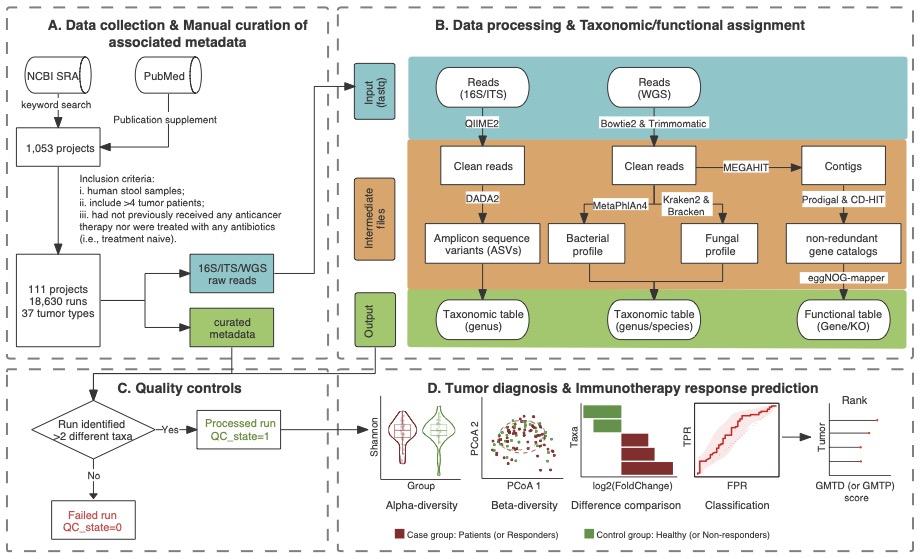 A. Data collection & Manual curation of
associated metadata
NCBI SRA
PubMed
keyword search
Publication supplement
1,053 projects
Inclusion criteria:
i. human stool samples;
ii. include >4 tumor patients;
iii. had not previously received any anticancer
therapy nor were treated with any antibiotics
(i.e., treatment naive).
111 projects
18,630 runs
37 tumor types
16S/ITS/WGS
raw reads
curated
metadata
B. Data processing & Taxonomic/functional assignment
Input
(fastq)
Reads
(16S/ITS)
Reads
(WGS)
QIIME2
Bowtie2 & Trimmomatic
Intermediate
files
Clean reads
Clean reads
MEGAHIT
Contigs
DADA2
MetaPhlAn4
Kraken2 &
Bracken
Prodigal & CD-HIT
Amplicon sequence
variants (ASVs)
Bacterial
profile
Fungal
profile
non-redundant
gene catalogs
eggNOG-mapper
Output
Taxonomic table
(genus)
Taxonomic table
(genus/species)
Functional table
(Gene/KO)
C. Quality controls
Run identified
>2 different taxa
Yes
Processed run
QC_state=1
No
Failed run
QC_state=0
D. Tumor diagnosis & Immunotherapy response prediction
Shannon
Group
Alpha-diversity
PCoA 2
PCoA 1
Beta-diversity
Taxa
log2(FoldChange)
Difference comparison
TPR
FPR
Classification
Rank
Tumor
GMTD (or GMTP)
score
Case group: Patients (or Responders)
Control group: Healthy (or Non-responders)